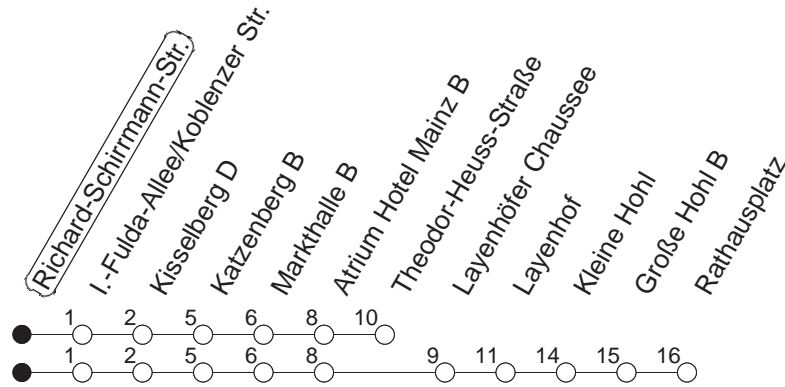 Richard-Schirrmann-Str.
I.-Fulda-Allee/Koblenzer Str.
Kisselberg D
Katzenberg B
Markthalle B
Atrium Hotel Mainz B
Theodor-Heuss-Straße
Layenhöfer Chaussee
Layenhof
Kleine Hohl
Große Hohl B
Rathausplatz
1 2 5 6 8 10
1 2 5 6 8 9 11 14 15 16